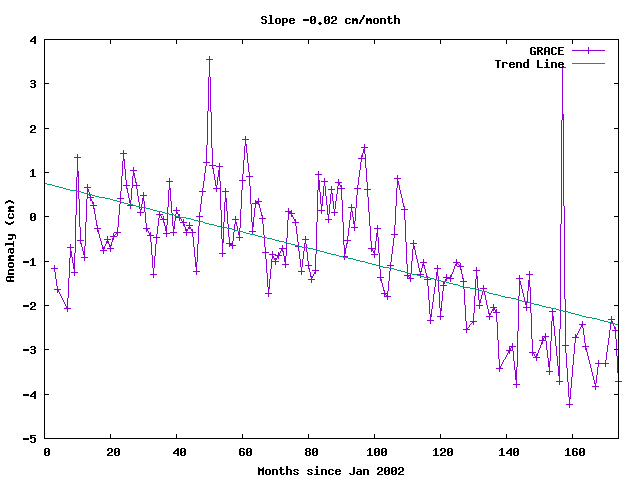 Slope -0.02 cm/month
GRACE
Trend Line
4
3
2
1
0
-1
-2
-3
-4
-5
Anomaly (cm)
0 20 40 60 80 100 120 140 160
Months since Jan 2002